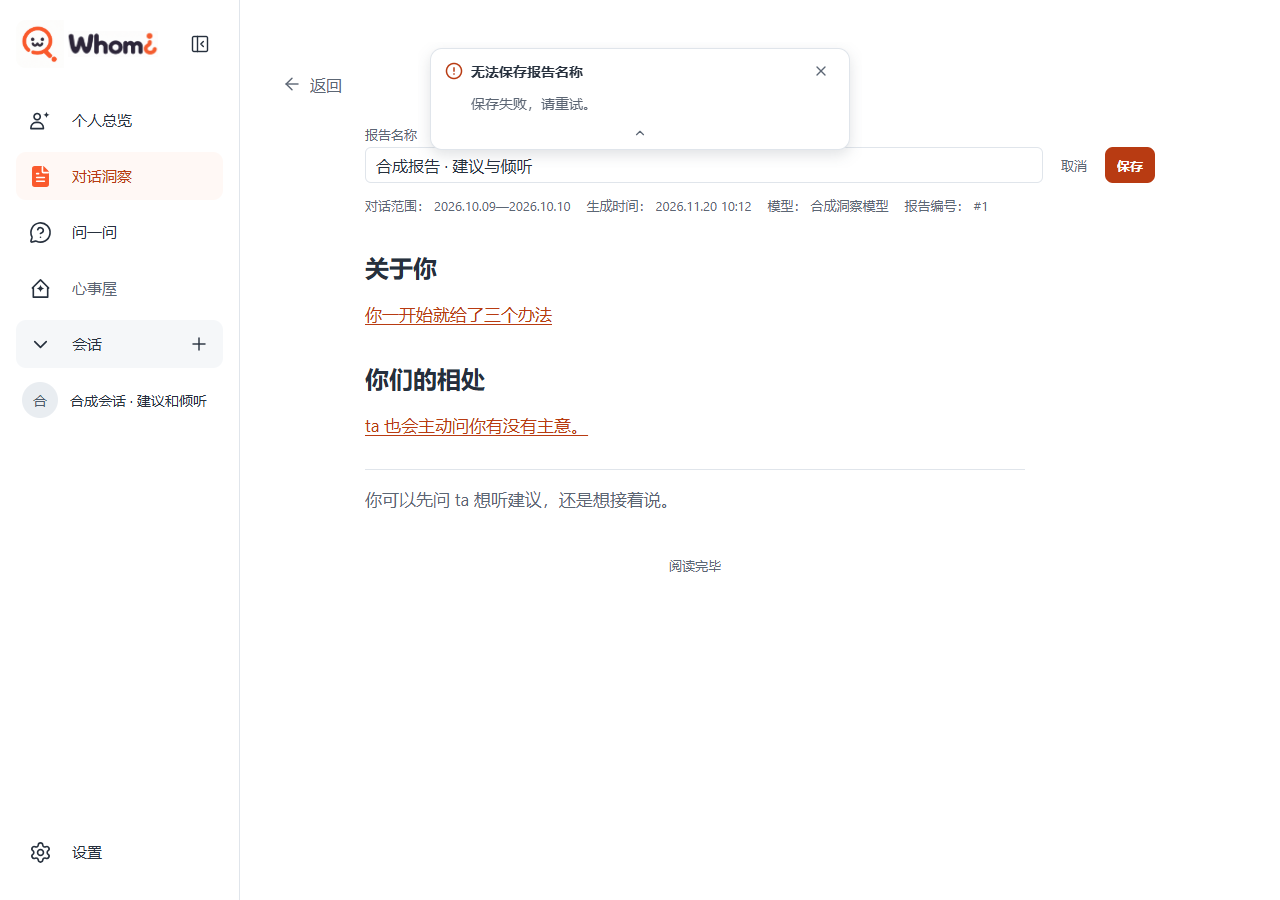 Whomi
个人总览
对话洞察
问一问
心事屋
会话
合
合成会话 · 建议和倾听
设置
返回
无法保存报告名称
保存失败，请重试。
报告名称
合成报告 · 建议与倾听
取消
保存
对话范围： 2026.10.09—2026.10.10 生成时间： 2026.11.20 10:12 模型： 合成洞察模型 报告编号： #1
关于你
你一开始就给了三个办法
你们的相处
ta 也会主动问你有没有主意。
你可以先问 ta 想听建议，还是想接着说。
阅读完毕